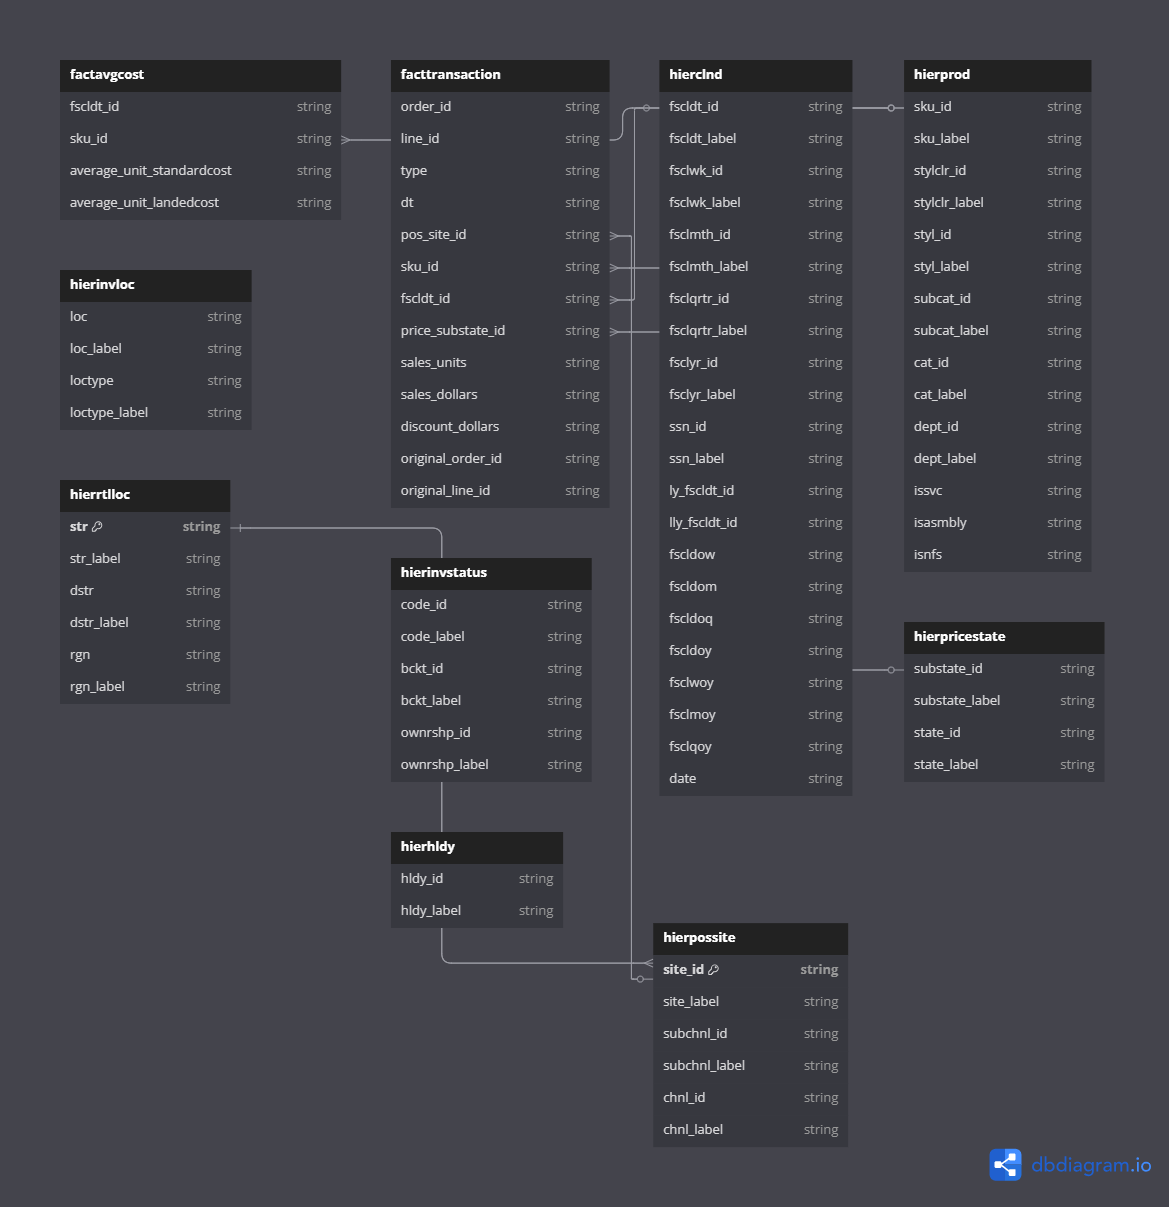 factavgcost
fscldt_id string
sku_id string
average_unit_standardcost string
average_unit_landedcost string
hierinvloc
loc string
loc_label string
loctype string
loctype_label string
hierrtlloc
str string
str_label string
dstr string
dstr_label string
rgn string
rgn_label string
facttransaction
order_id string
line_id string
type string
dt string
pos_site_id string
sku_id string
fscldt_id string
price_substate_id string
sales_units string
sales_dollars string
discount_dollars string
original_order_id string
original_line_id string
hierinvstatus
code_id string
code_label string
bckt_id string
bckt_label string
ownrshp_id string
ownrshp_label string
hierhldy
hldy_id string
hldy_label string
hierclnd
fscldt_id string
fscldt_label string
fsclwk_id string
fsclwk_label string
fsclmth_id string
fsclmth_label string
fsclqrtr_id string
fsclqrtr_label string
fsclyr_id string
fsclyr_label string
ssn_id string
ssn_label string
ly_fscldt_id string
lly_fscldt_id string
fscldow string
fscldom string
fscldoq string
fscldoy string
fsclwoy string
fsclmoy string
fsclqoy string
date string
hierpossite
site_id string
site_label string
subchnl_id string
subchnl_label string
chnl_id string
chnl_label string
hierprod
sku_id string
sku_label string
stylclr_id string
stylclr_label string
styl_id string
styl_label string
subcat_id string
subcat_label string
cat_id string
cat_label string
dept_id string
dept_label string
issvc string
isasmbly string
isnfs string
hierpricestate
substate_id string
substate_label string
state_id string
state_label string
dbdiagram.io